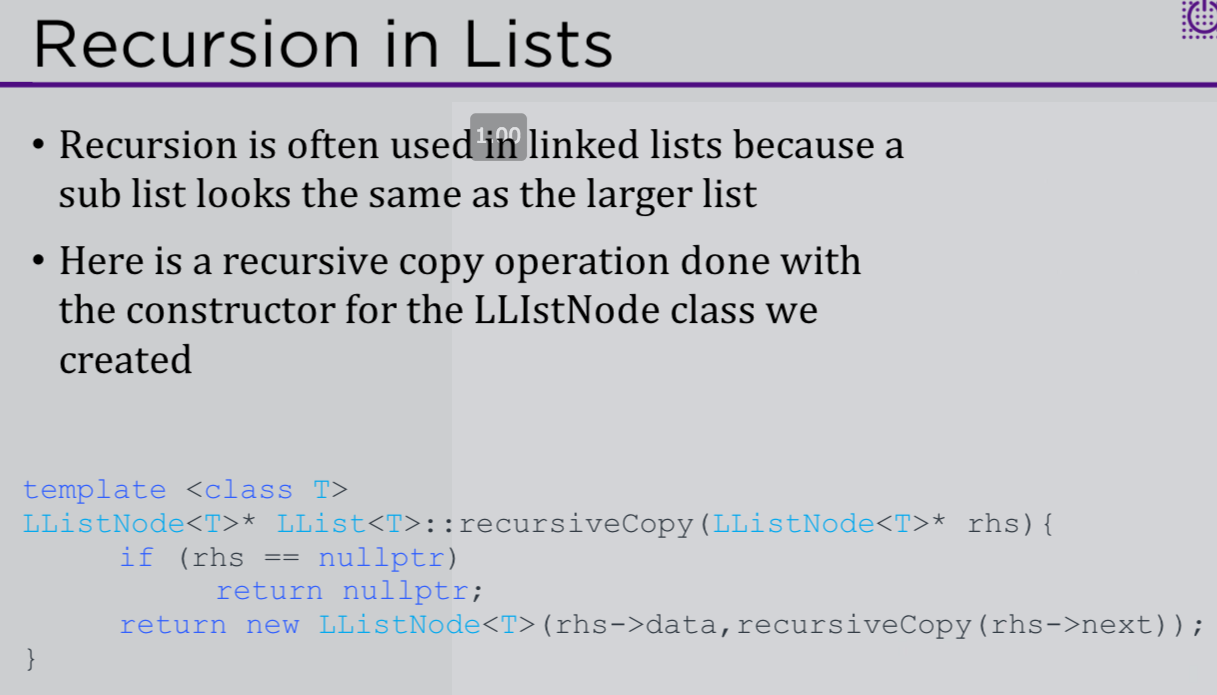 Recursion in Lists
• Recursion is often used in linked lists because a
sub list looks the same as the larger list
• Here is a recursive copy operation done with
the constructor for the LLIstNode class we
created
1.00
template <class T>
LListNode<T>* LList<T>::recursiveCopy(LListNode<T>* rhs){
if (rhs == nullptr)
return nullptr;
return new LListNode<T>(rhs->data,recursiveCopy(rhs->next));
}